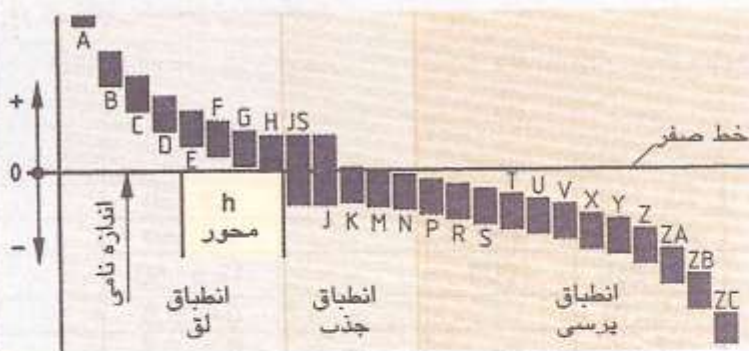 A
B
C
D
E
F
G
H
JS
J
K
M
N
P
R
S
T
U
V
X
Y
Z
ZA
ZB
ZC
+
0
-
خط صفر
اندازه نامی
h
محور
انطباق
لق
انطباق
جذب
انطباق
پرسی